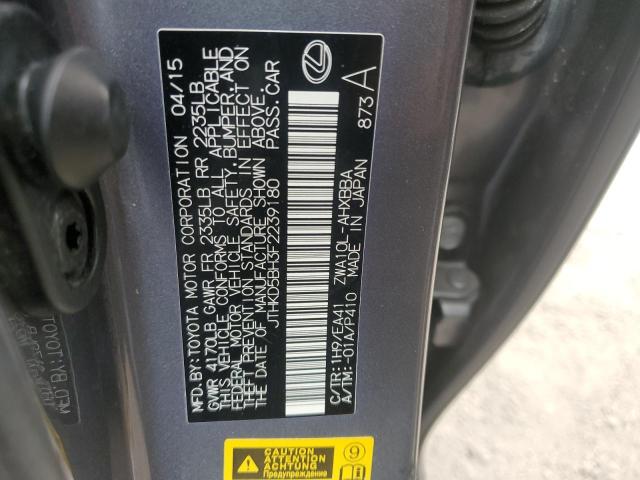 MFD. BY: TOYOTA MOTOR CORPORATION 04/15
GVWR 4170LB GAWR FR 2335LB RR 2235LB
THIS VEHICLE CONFORMS TO ALL APPLICABLE
FEDERAL MOTOR VEHICLE SAFETY, BUMPER, AND
THEFT PREVENTION STANDARDS IN EFFECT ON
THE DATE OF MANUFACTURE SHOWN ABOVE.
JTHKD5BH3F2239180 PASS. CAR
C/TR: 1H9/EA41 ZWA10L-AHXBBA
A/TM: -01A/P410 MADE IN JAPAN 873 A
CAUTION
ATTENTION
ACHTUNG
Предупреждение
9